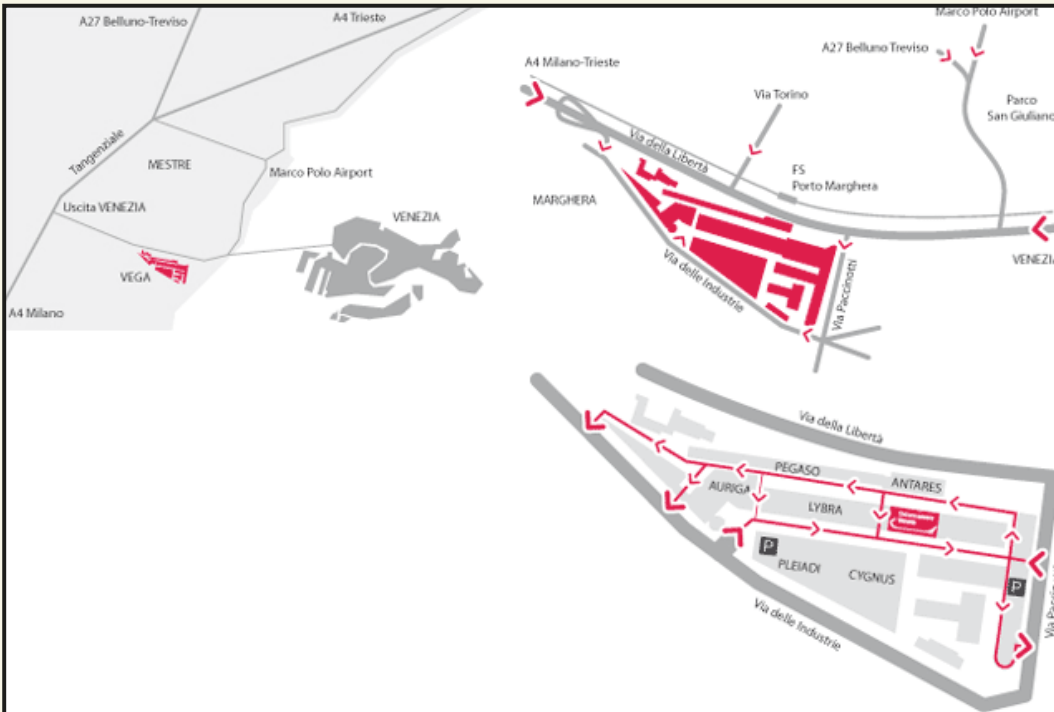 A27 Belluno-Treviso
A4 Trieste
Tangenziale
MESTRE
Marco Polo Airport
Uscita VENEZIA
VENEZIA
VEGA
A4 Milano
Marco Polo Airport
A27 Belluno Treviso
A4 Milano-Trieste
Via Torino
Parco
San Giuliano
Via della Libertà
FS
Porto Marghera
MARGHERA
VENEZIA
Via delle Industrie
Via Paccinotti
Via della Libertà
PEGASO
ANTARES
AURIGA
LYBRA
P
PLEIADI
CYGNUS
P
Via delle Industrie
Via